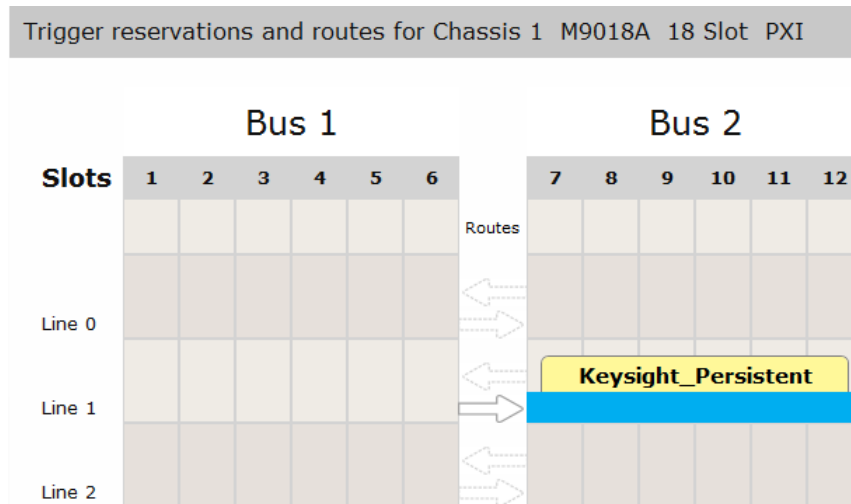 Trigger reservations and routes for Chassis 1 M9018A 18 Slot PXI
Bus 1 Bus 2
Slots 1 2 3 4 5 6 7 8 9 10 11 12
Routes
Line 0
Keysight_Persistent
Line 1
Line 2